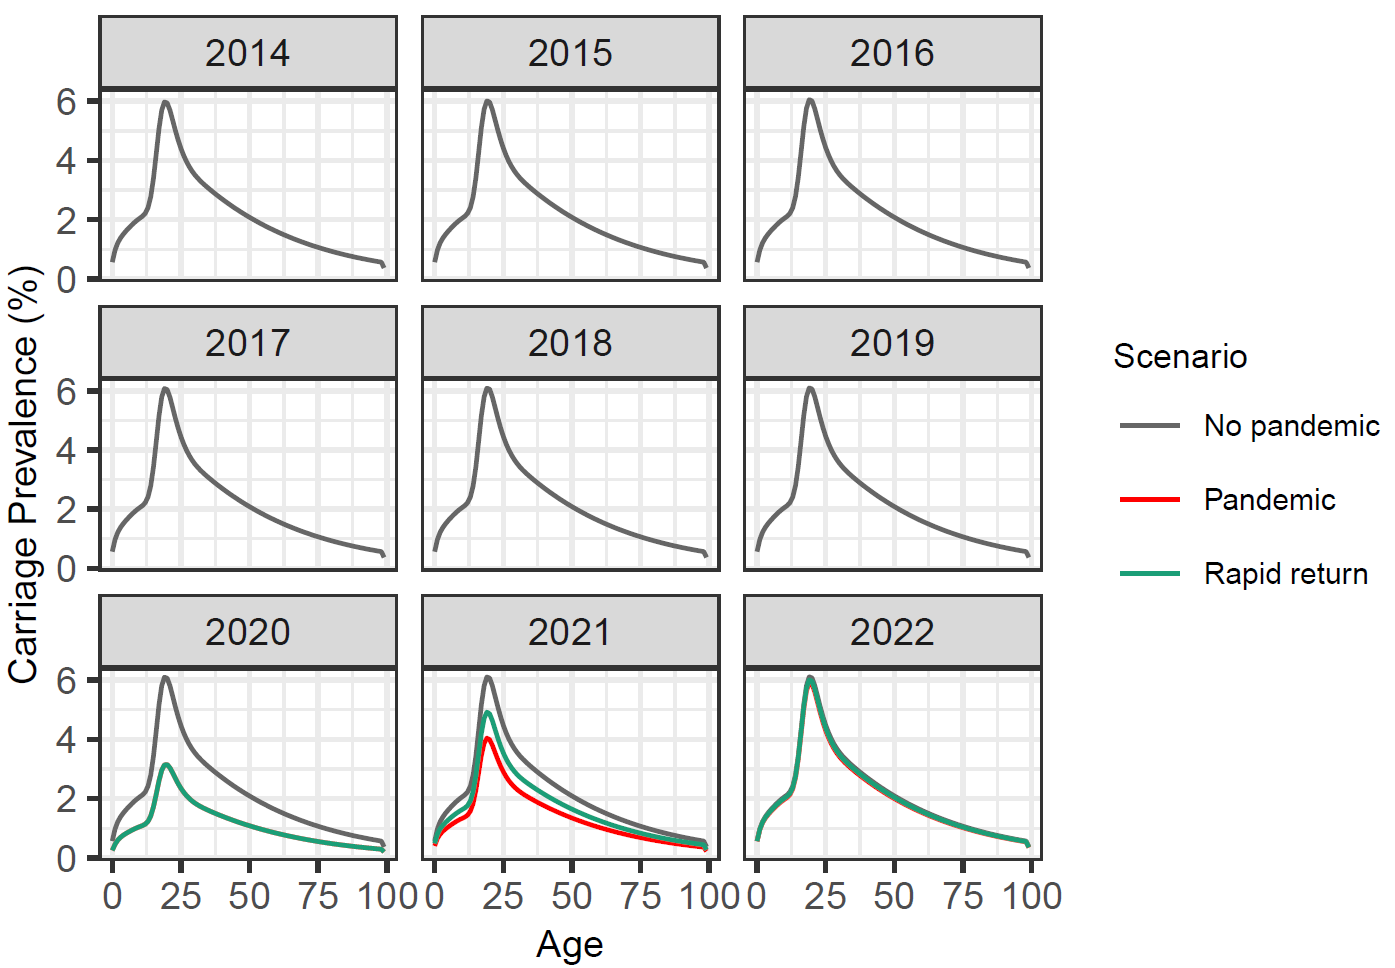 2014 2015 2016
6
4
2
0
2017 2018 2019
6
4
2
0
2020 2021 2022
6
4
2
0
0 25 50 75 100 0 25 50 75 100 0 25 50 75 100
Age
Carriage Prevalence (%)
Scenario
No pandemic
Pandemic
Rapid return